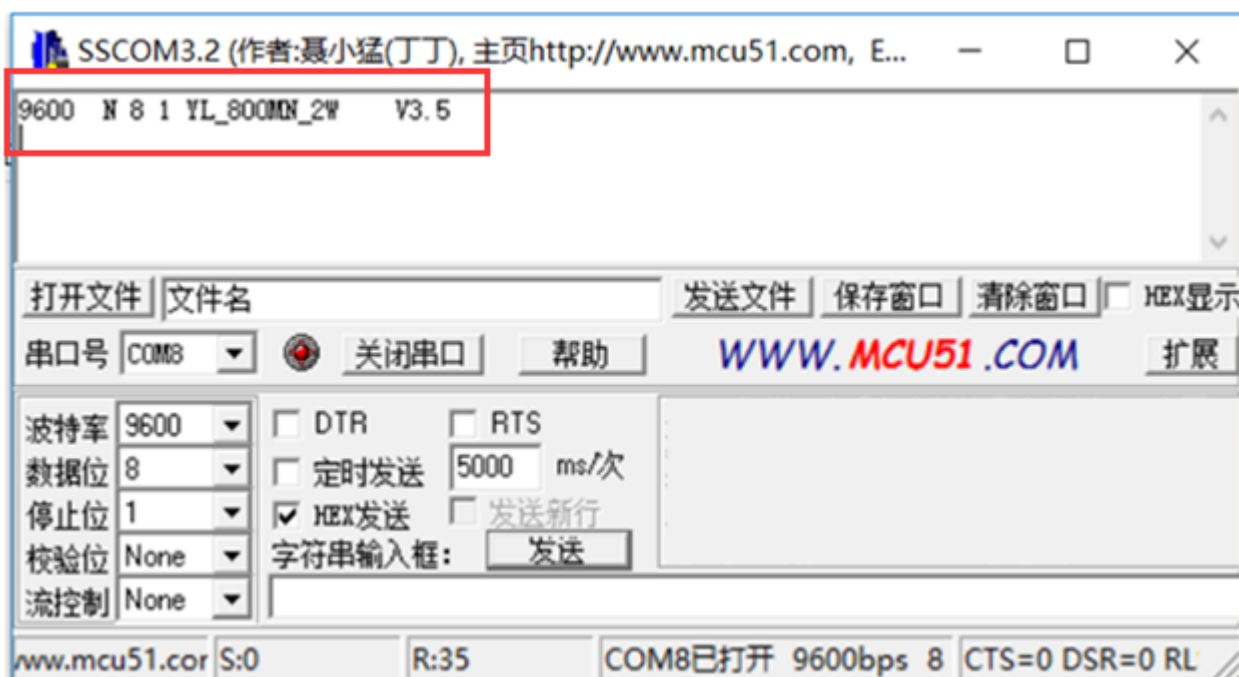 SSCOM3.2 (作者:聂小猛(丁丁), 主页http://www.mcu51.com, E...
9600 N 8 1 YL_800MN_2W V3.5
打开文件 文件名 发送文件 保存窗口 清除窗口 HEX显示
串口号 COM8 关闭串口 帮助 WWW.MCU51.COM 扩展
波特率 9600 DTR RTS
数据位 8 定时发送 5000 ms/次
停止位 1 HEX发送 发送新行
校验位 None 字符串输入框: 发送
流控制 None
www.mcu51.cor S:0 R:35 COM8已打开 9600bps 8 CTS=0 DSR=0 RL